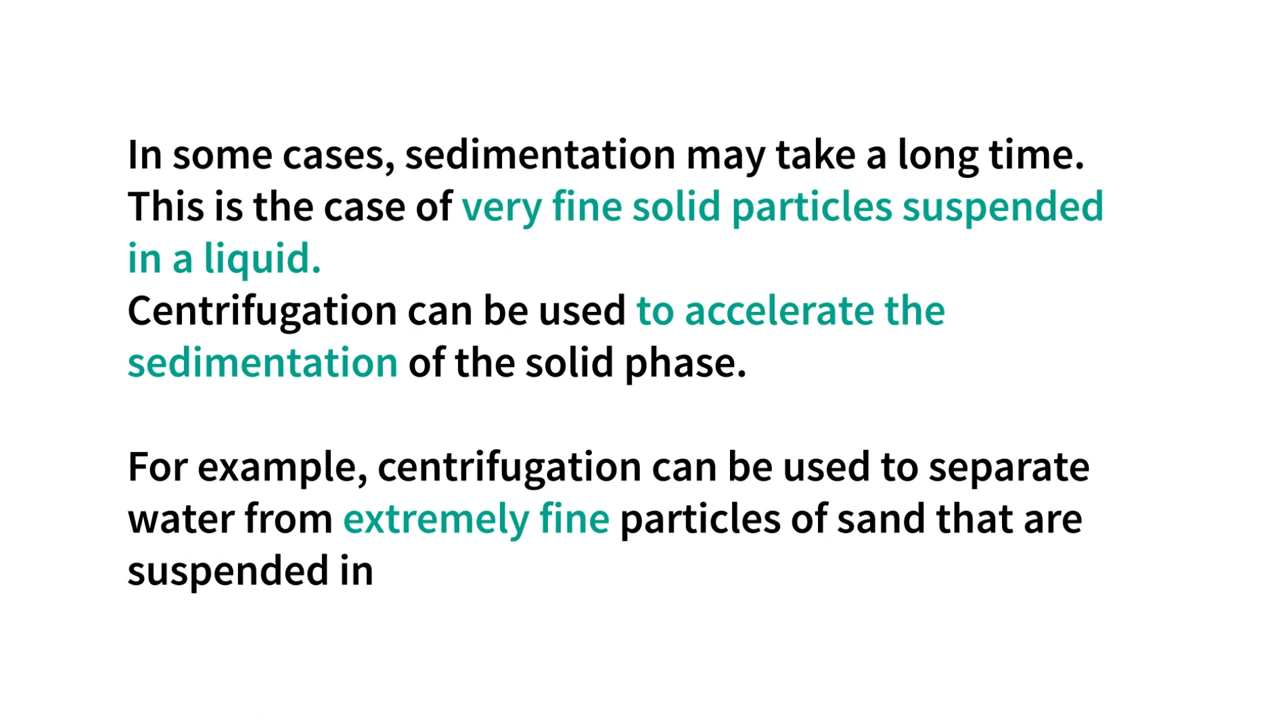 In some cases, sedimentation may take a long time.
This is the case of very fine solid particles suspended
in a liquid.
Centrifugation can be used to accelerate the
sedimentation of the solid phase.
For example, centrifugation can be used to separate
water from extremely fine particles of sand that are
suspended in